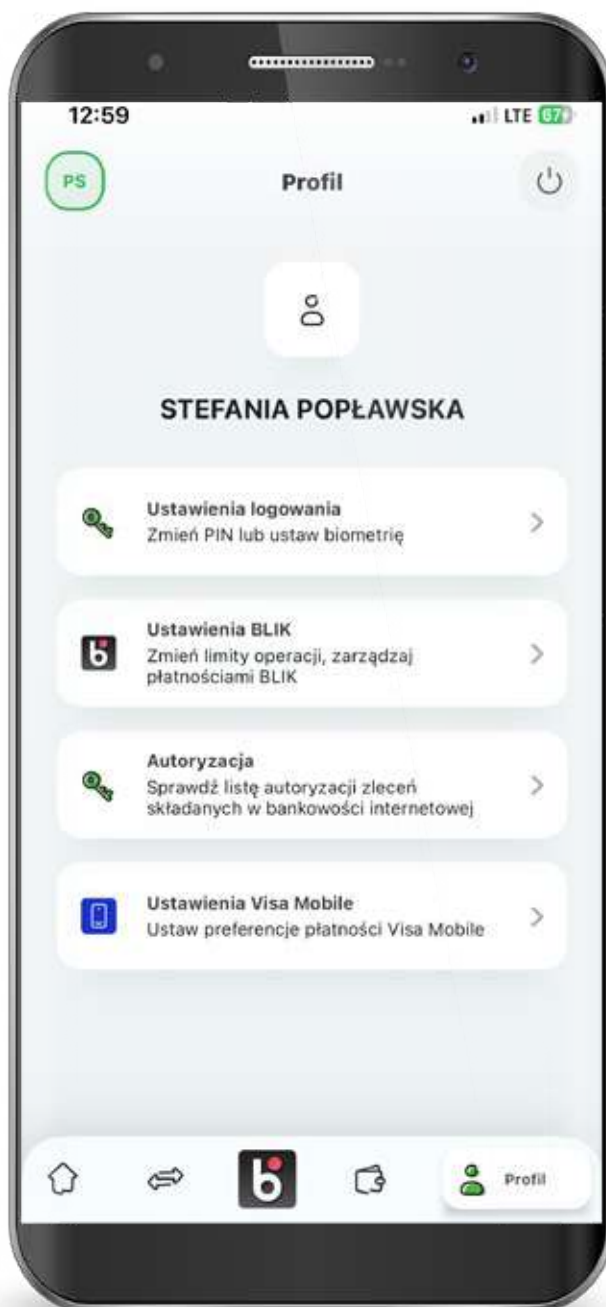 12:59
LTE 67
PS
Profil
STEFANIA POPŁAWSKA
Ustawienia logowania
Zmień PIN lub ustaw biometrię
Ustawienia BLIK
Zmień limity operacji, zarządzaj
płatnościami BLIK
Autoryzacja
Sprawdź listę autoryzacji zleceń
składanych w bankowości internetowej
Ustawienia Visa Mobile
Ustaw preferencje płatności Visa Mobile
b
Profil